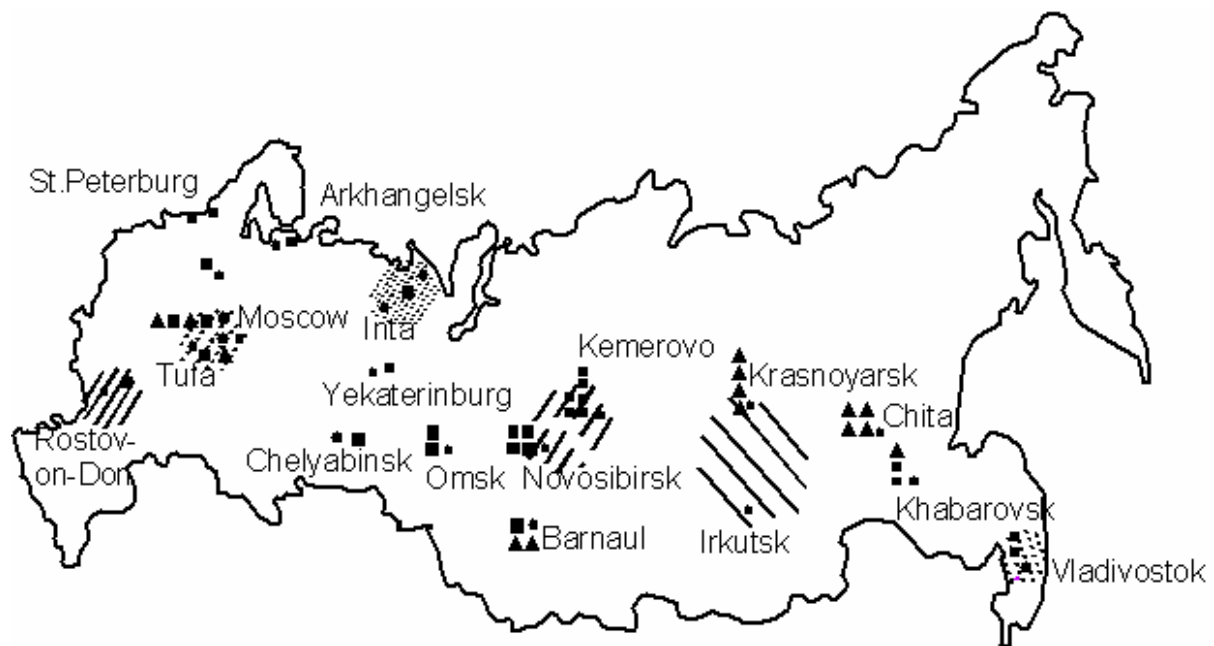 St.Peterburg
Arkhangelsk
Moscow
Inta
Tufa
Kemerovo
Krasnoyarsk
Yekaterinburg
Chita
Rostov-
on-Don
Chelyabinsk
Omsk
Novosibirsk
Khabarovsk
Barnaul
Irkutsk
Vladivostok